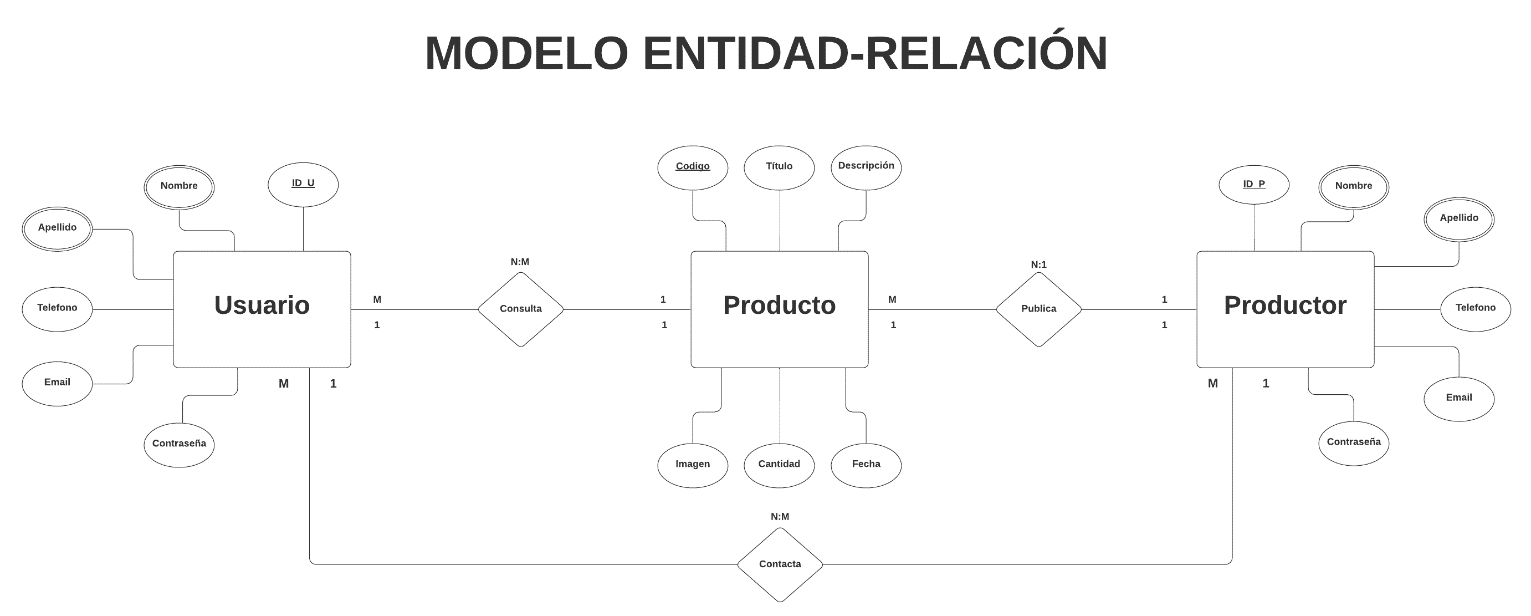 MODELO ENTIDAD-RELACIÓN
Codigo
Título
Descripción
Nombre
ID_U
ID_P
Nombre
Apellido
Apellido
N:M
N:1
Usuario
M
1
Consulta
1
1
Producto
M
1
Publica
1
1
Productor
Telefono
Telefono
Email
M
1
M
1
Email
Contraseña
Contraseña
Imagen
Cantidad
Fecha
N:M
Contacta